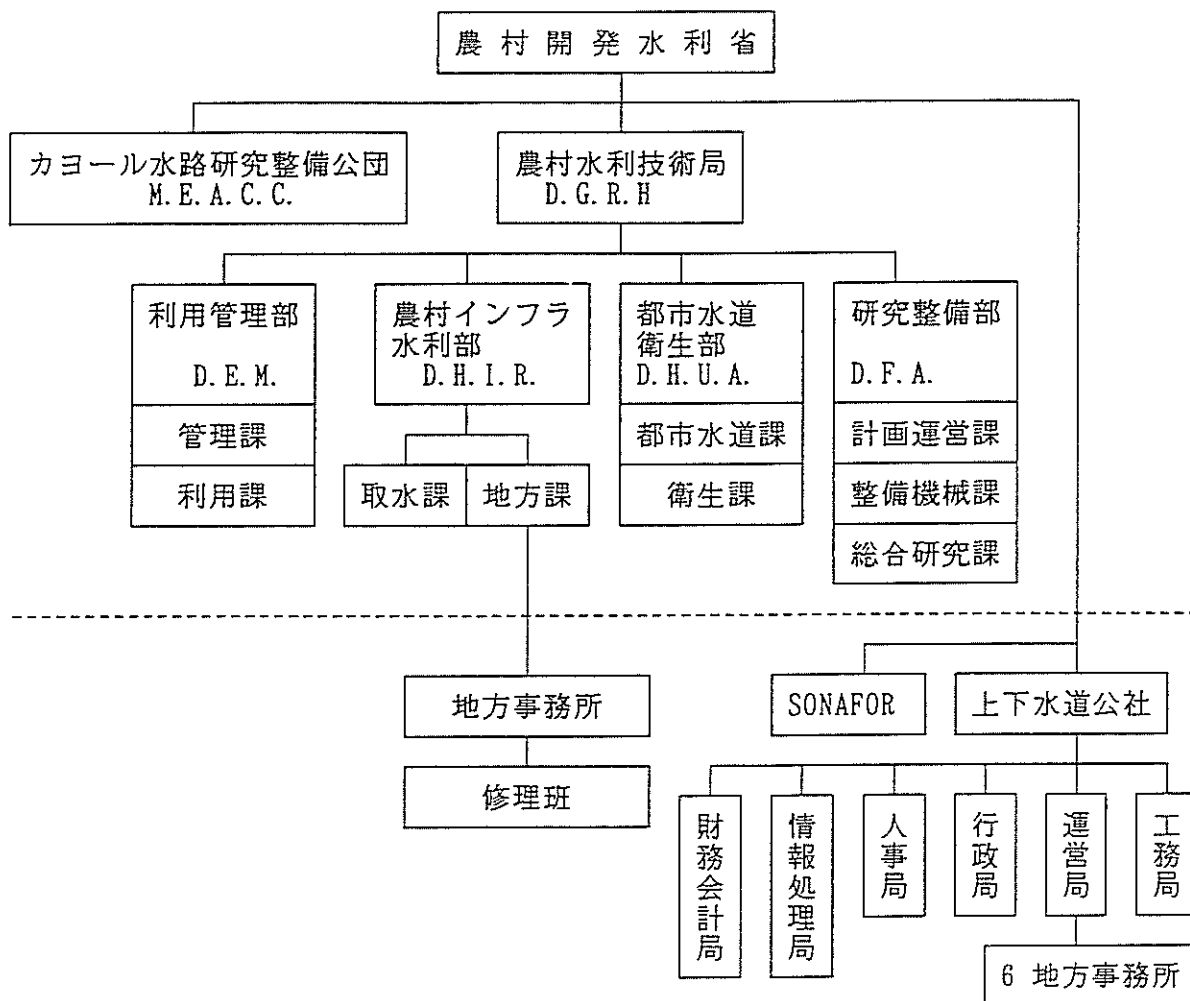 農村開発水利省
カヨール水路研究整備公団
M.E.A.C.C.
農村水利技術局
D.G.R.H
利用管理部
D.E.M.
管理課
利用課
農村インフラ
水利部
D.H.I.R.
取水課
地方課
都市水道
衛生部
D.H.U.A.
都市水道課
衛生課
研究整備部
D.F.A.
計画運営課
整備機械課
総合研究課
地方事務所
修理班
SONAFOR
上下水道公社
財務会計局
情報処理局
人事局
行政局
運営局
工務局
6 地方事務所